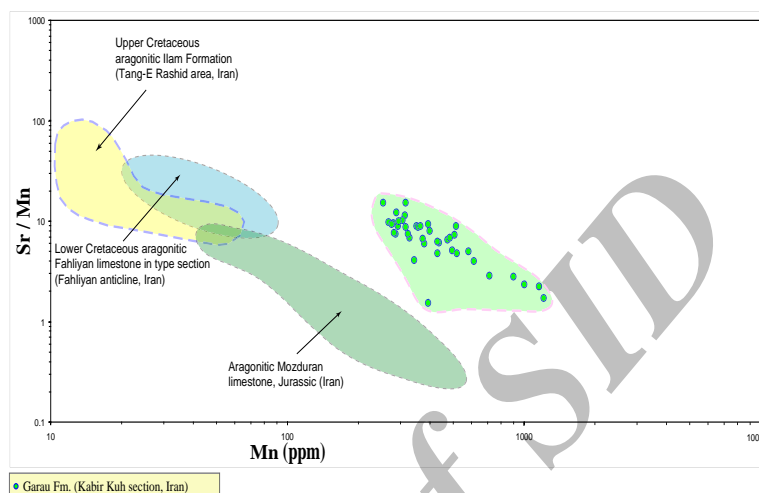 1000
Upper Cretaceous
aragonitic Ilam Formation
(Tang-E Rashid area, Iran)
100
Sr / Mn
10
Lower Cretaceous aragonitic
Fahliyan limestone in type section
(Fahliyan anticline, Iran)
1
Aragonitic Mozduran
limestone, Jurassic (Iran)
0.1
10
100
1000
Mn (ppm)
f SID
Garau Fm. (Kabir Kuh section, Iran)